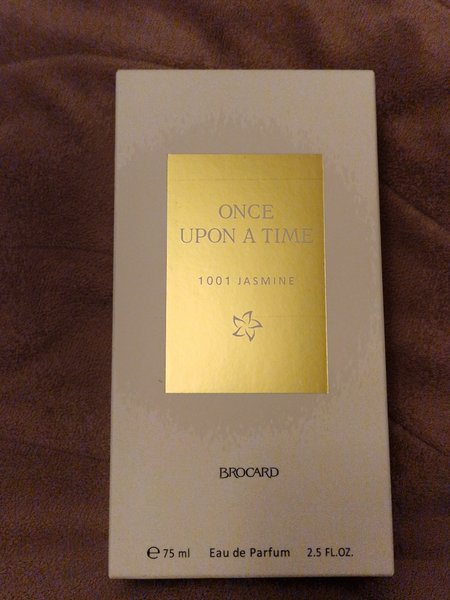 ONCE
UPON A TIME
1001 JASMINE
BROCARD
℮ 75 ml Eau de Parfum 2.5 FL.OZ.